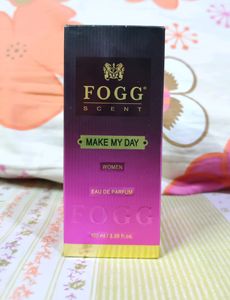 FOGG®
SCENT
MAKE MY DAY
WOMEN
EAU DE PARFUM
FOGG
100 ml / 3.38 fl.oz.